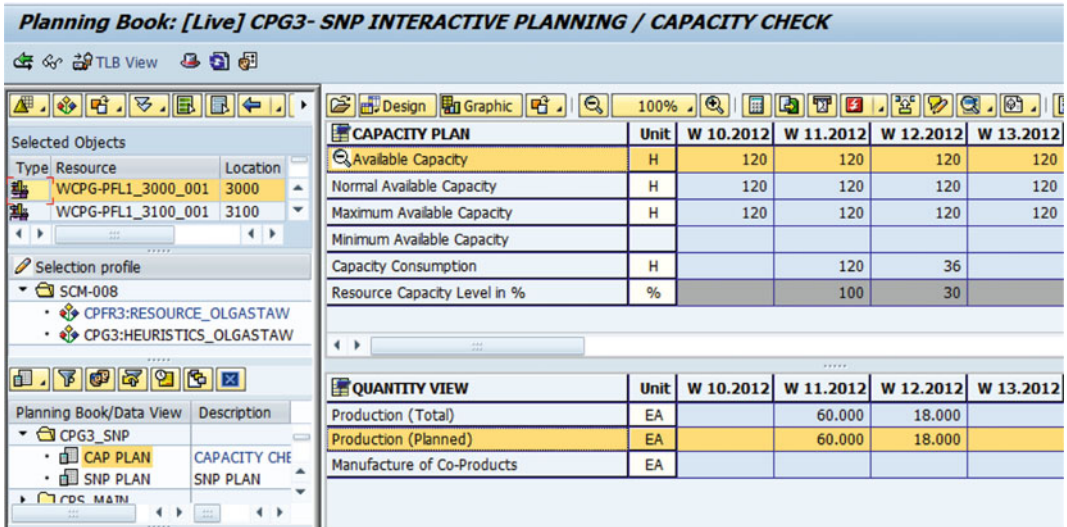 Planning Book: [Live] CPG3- SNP INTERACTIVE PLANNING / CAPACITY CHECK
TLB View
Selected Objects
Type Resource Location
WCPG-PFL1_3000_001 3000
WCPG-PFL1_3100_001 3100
Selection profile
SCM-008
CPFR3:RESOURCE_OLGASTAW
CPG3:HEURISTICS_OLGASTAW
Planning Book/Data View Description
CPG3_SNP
CAP PLAN CAPACITY CHE
SNP PLAN SNP PLAN
CPS_MAIN
Design Graphic 100%
CAPACITY PLAN Unit W 10.2012 W 11.2012 W 12.2012 W 13.2012
Available Capacity H 120 120 120 120
Normal Available Capacity H 120 120 120 120
Maximum Available Capacity H 120 120 120 120
Minimum Available Capacity
Capacity Consumption H 120 36
Resource Capacity Level in % % 100 30
QUANTITY VIEW Unit W 10.2012 W 11.2012 W 12.2012 W 13.2012
Production (Total) EA 60.000 18.000
Production (Planned) EA 60.000 18.000
Manufacture of Co-Products EA